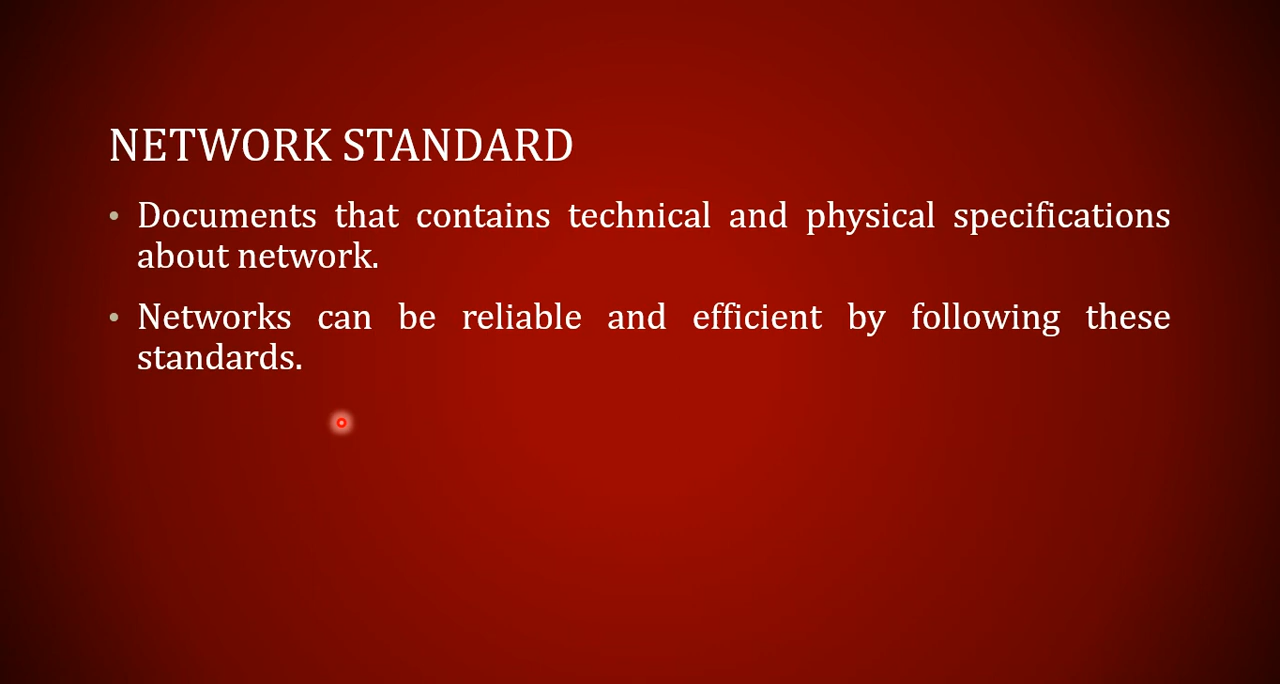 NETWORK STANDARD
• Documents that contains technical and physical specifications
about network.
• Networks can be reliable and efficient by following these
standards.